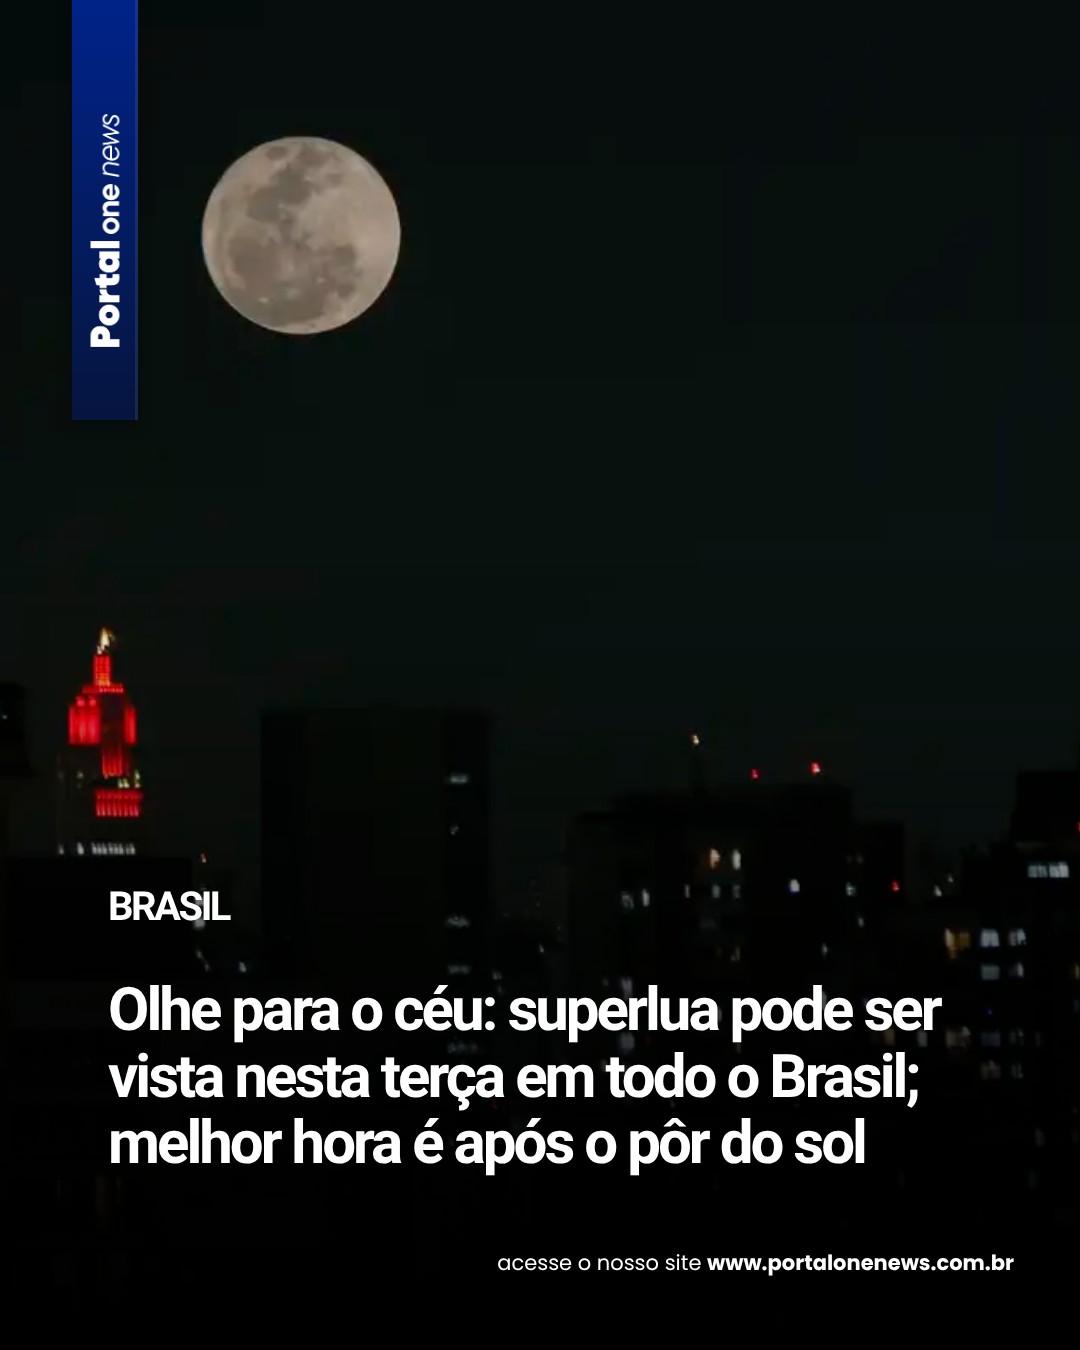 Portal one news
BRASIL
Olhe para o céu: superlua pode ser
vista nesta terça em todo o Brasil;
melhor hora é após o pôr do sol
acesse o nosso site www.portalonenews.com.br